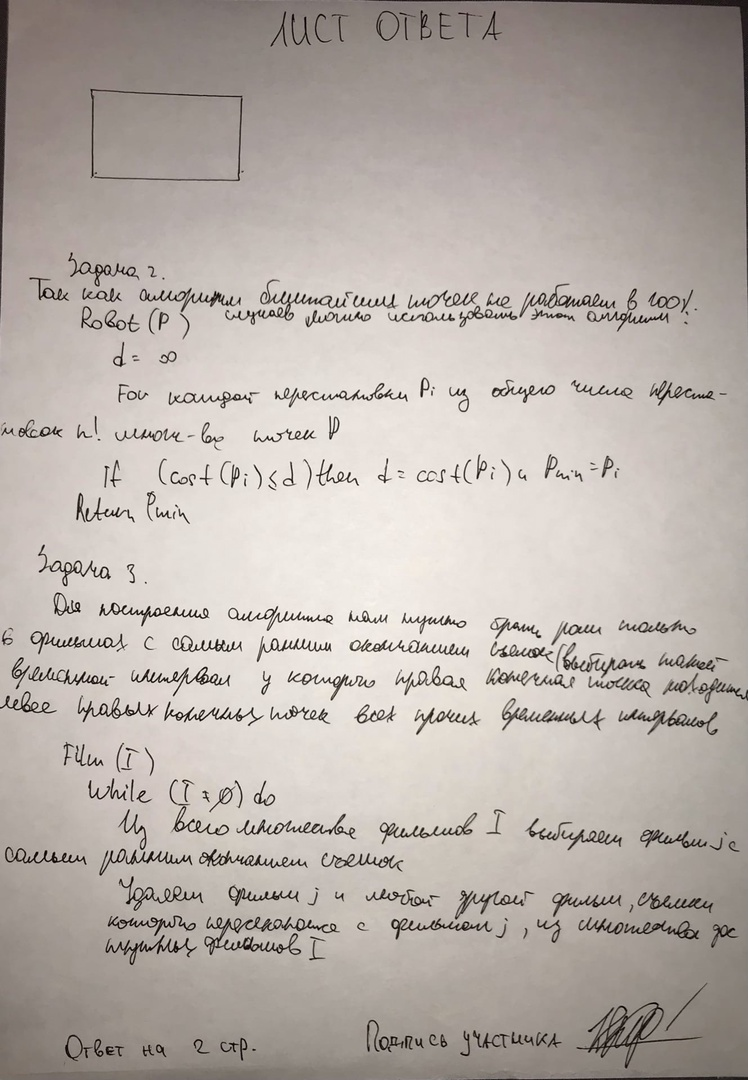 ЛИСТ ОТВЕТА
Задача 2.
Так как алгоритм ближайших точек не работает в 100%
случаев можно использовать этот алгоритм:
Robot (P)
d = ∞
For каждой перестановки Pi из общего числа переста-
новок n! множ-ва точек P
If (cost (Pi) ≤ d) then d = cost(Pi) и Pmin = Pi
Return Pmin
Задача 3.
Для построения алгоритма нам нужно брать роли только
в фильмах с самым ранним окончанием съемок (выбирать такой
временной интервал у которого правая конечная точка находится
левее правых конечных точек всех прочих временных интервалов
Film (I)
While (I ≠ ∅) do
Из всего множества фильмов I выбираем фильм j с
самым ранним окончанием съемок
Удаляем фильм j и любой другой фильм, съемки
которого пересекаются с фильмом j, из множества дос
тупных фильмов I
Ответ на 2 стр. Подпись участника